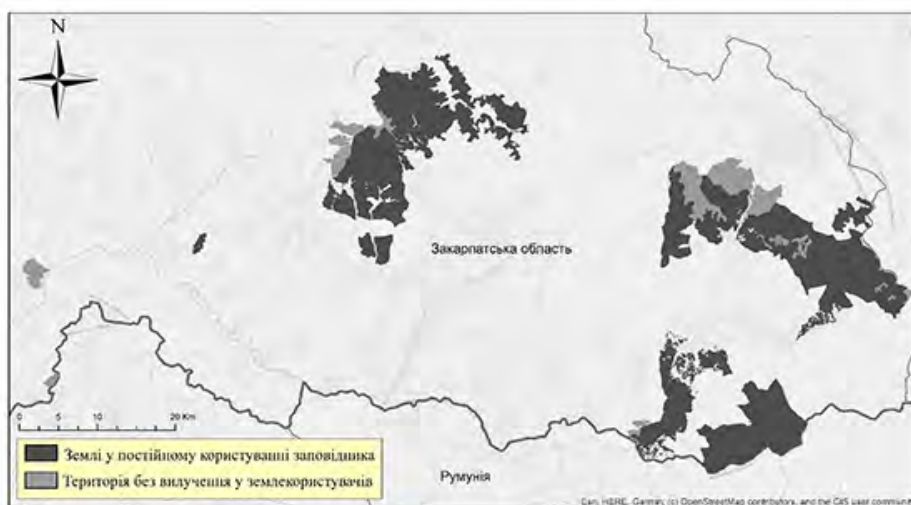 N
Закарпатська область
0 5 10 20 Km
Землі у постійному користуванні заповідника
Територія без вилучення у землекористувачів
Румунія
Esri, HERE, Garmin, (c) OpenStreetMap contributors, and the GIS user communit